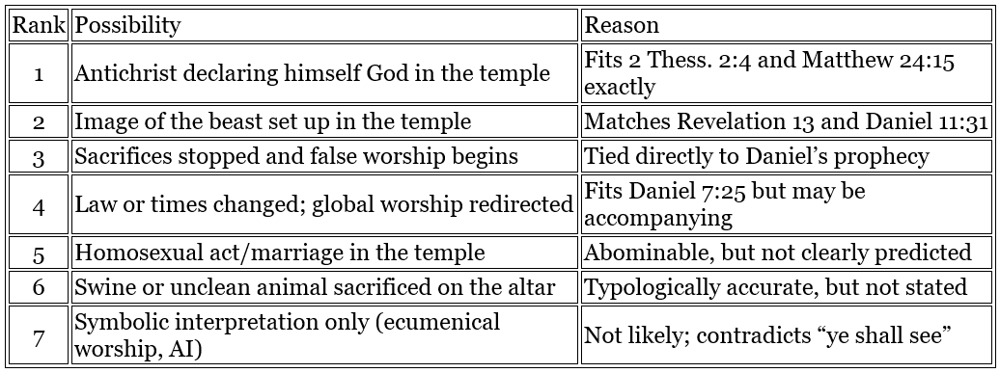 Rank Possibility Reason
1 Antichrist declaring himself God in the temple Fits 2 Thess. 2:4 and Matthew 24:15
exactly
2 Image of the beast set up in the temple Matches Revelation 13 and Daniel 11:31
3 Sacrifices stopped and false worship begins Tied directly to Daniel’s prophecy
4 Law or times changed; global worship redirected Fits Daniel 7:25 but may be
accompanying
5 Homosexual act/marriage in the temple Abominable, but not clearly predicted
6 Swine or unclean animal sacrificed on the altar Typologically accurate, but not stated
7 Symbolic interpretation only (ecumenical
worship, AI) Not likely; contradicts “ye shall see”